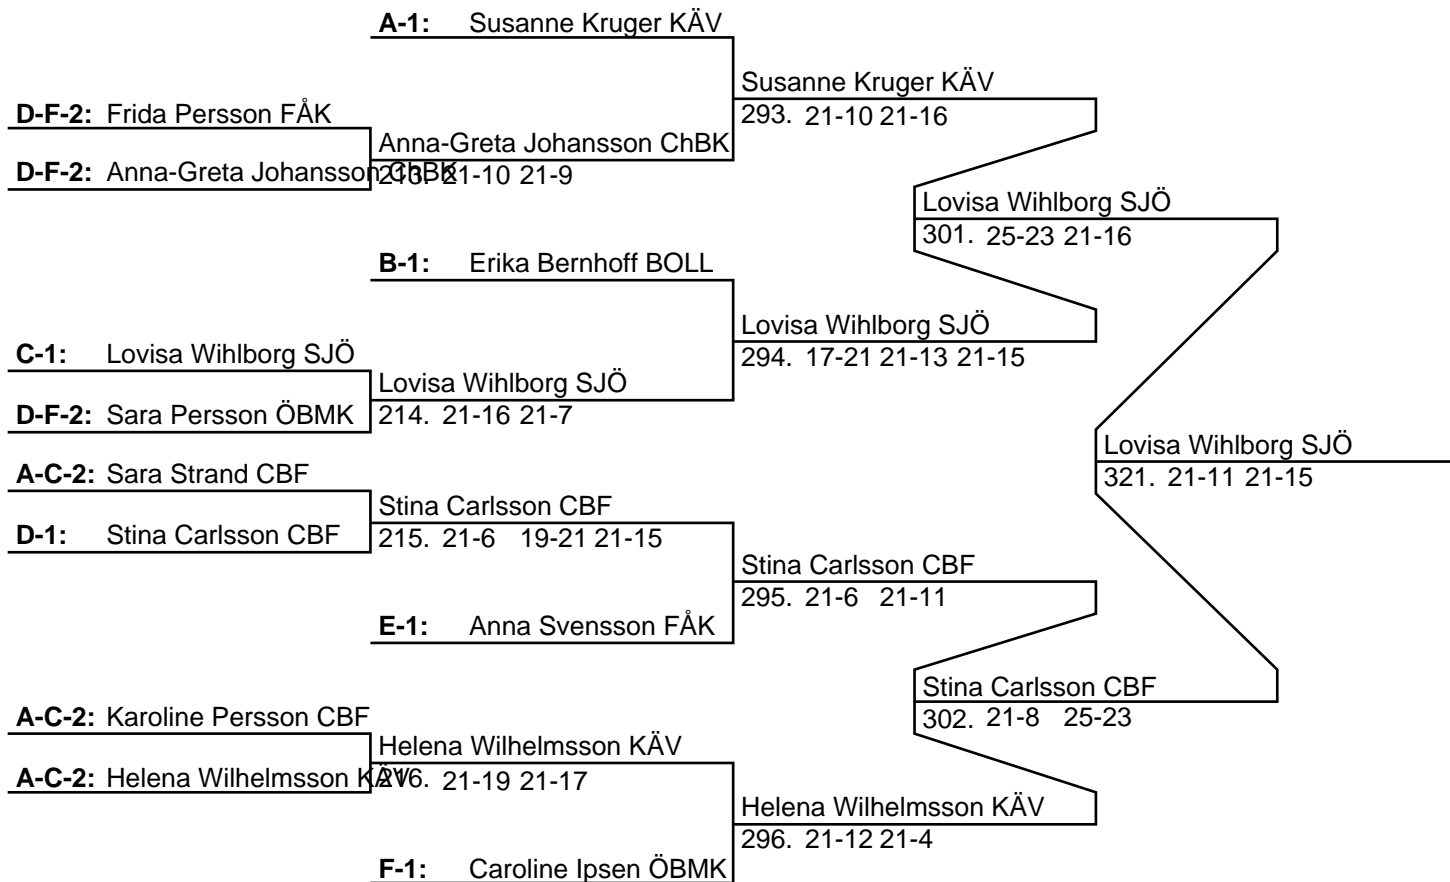 A-1: Susanne Kruger KÄV
Susanne Kruger KÄV
293. 21-10 21-16
D-F-2: Frida Persson FÅK
Anna-Greta Johansson ChBK
D-F-2: Anna-Greta Johansson ChBK
213. 21-10 21-9
Lovisa Wihlborg SJÖ
301. 25-23 21-16
B-1: Erika Bernhoff BOLL
Lovisa Wihlborg SJÖ
294. 17-21 21-13 21-15
C-1: Lovisa Wihlborg SJÖ
Lovisa Wihlborg SJÖ
D-F-2: Sara Persson ÖBMK
214. 21-16 21-7
Lovisa Wihlborg SJÖ
321. 21-11 21-15
A-C-2: Sara Strand CBF
Stina Carlsson CBF
D-1: Stina Carlsson CBF
215. 21-6 19-21 21-15
Stina Carlsson CBF
295. 21-6 21-11
E-1: Anna Svensson FÅK
Stina Carlsson CBF
302. 21-8 25-23
A-C-2: Karoline Persson CBF
Helena Wilhelmsson KÄV
A-C-2: Helena Wilhelmsson KÄV
216. 21-19 21-17
Helena Wilhelmsson KÄV
296. 21-12 21-4
F-1: Caroline Ipsen ÖBMK